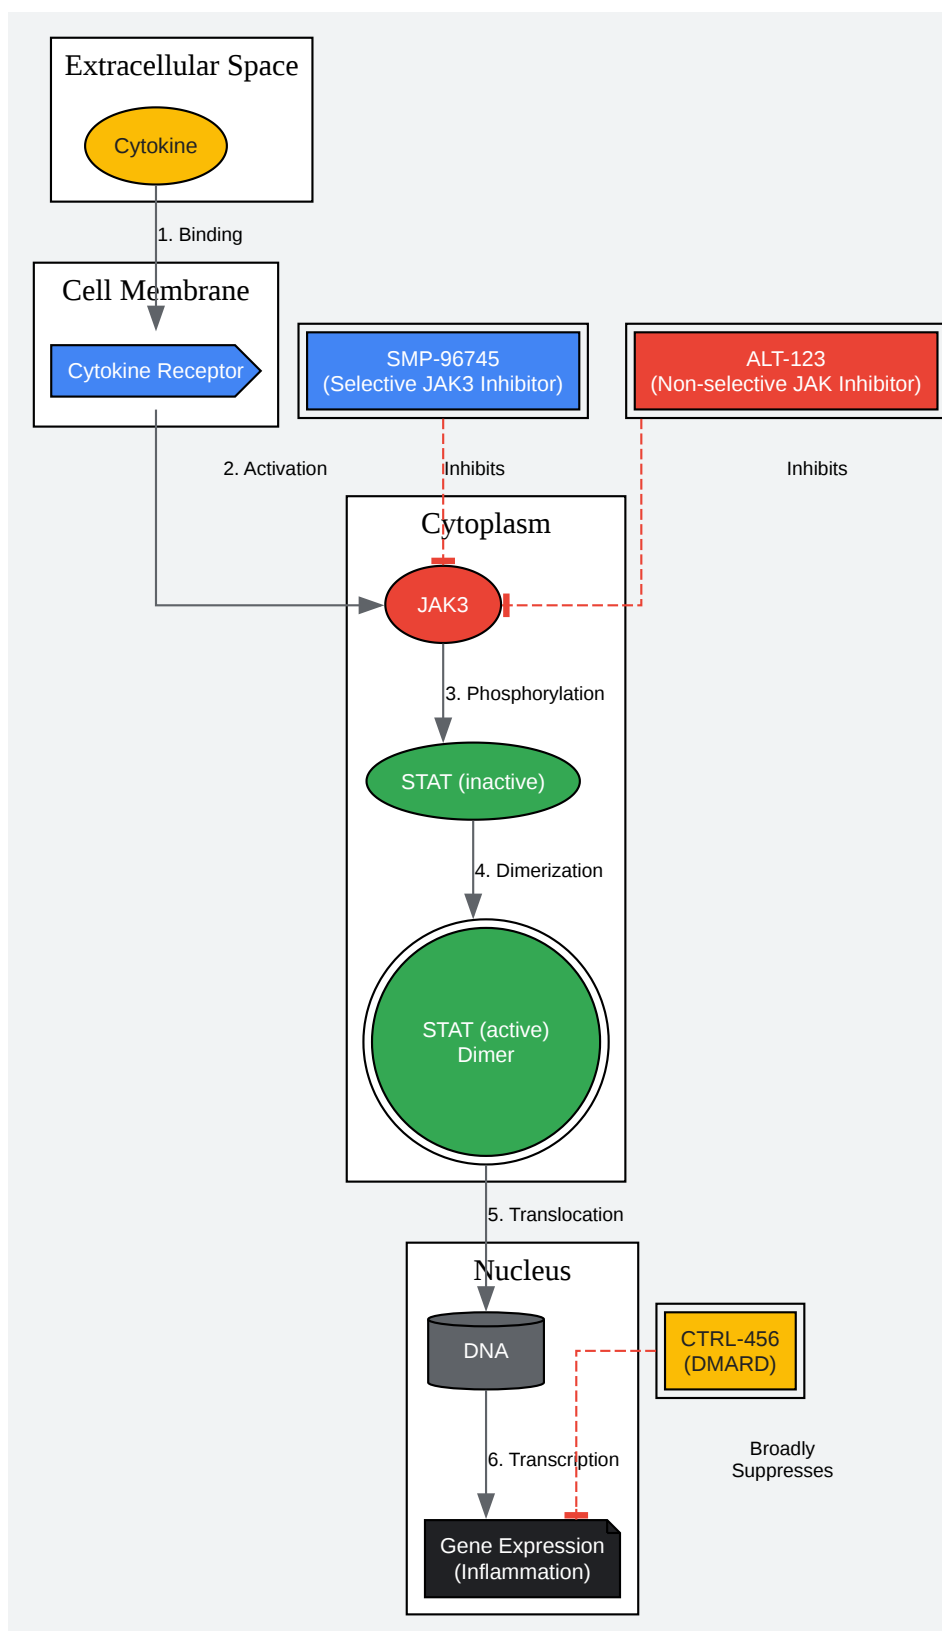 Extracellular Space
Cytokine
1. Binding
Cell Membrane
Cytokine Receptor
SMP-96745
(Selective JAK3 Inhibitor)
ALT-123
(Non-selective JAK Inhibitor)
2. Activation
Inhibits
Inhibits
Cytoplasm
JAK3
3. Phosphorylation
STAT (inactive)
4. Dimerization
STAT (active)
Dimer
5. Translocation
Nucleus
DNA
CTRL-456
(DMARD)
6. Transcription
Broadly
Suppresses
Gene Expression
(Inflammation)